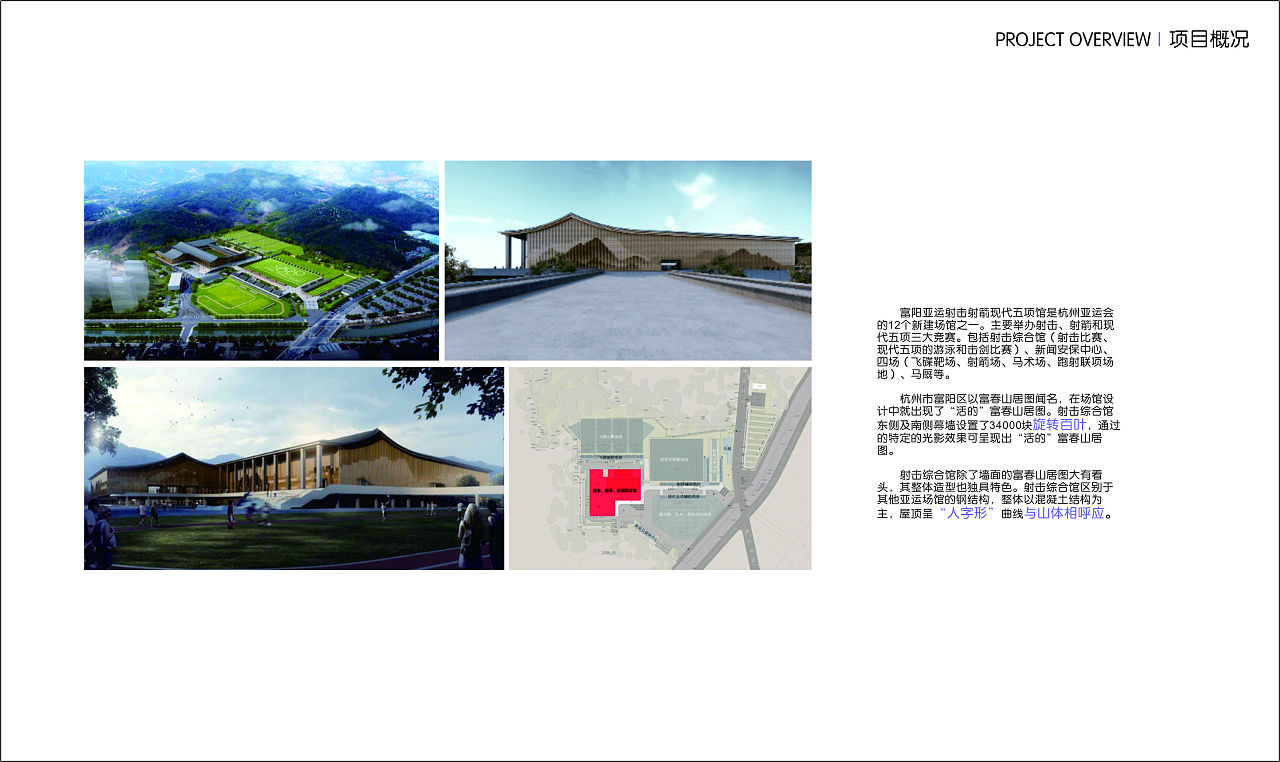 PROJECT OVERVIEW | 项目概况
富阳亚运射击射箭现代五项馆是杭州亚运会
的12个新建场馆之一。主要举办射击、射箭和现
代五项三大竞赛。包括射击综合馆（射击比赛、
现代五项的游泳和击剑比赛）、新闻安保中心、
四场（飞碟靶场、射箭场、马术场、跑射联项场
地）、马厩等。
杭州市富阳区以富春山居图闻名，在场馆设
计中就出现了“活的”富春山居图。射击综合馆
东侧及南侧幕墙设置了34000块旋转百叶，通过
的特定的光影效果可呈现出“活的”富春山居
图。
射击综合馆除了墙面的富春山居图大有看
头，其整体造型也独具特色。射击综合馆区别于
其他亚运场馆的钢结构，整体以混凝土结构为
主，屋顶呈“人字形”曲线与山体相呼应。